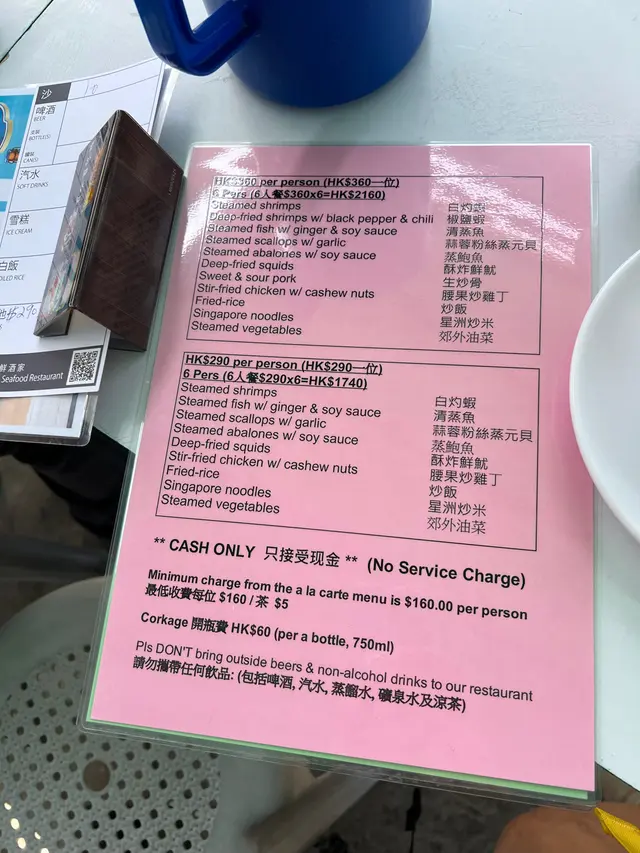 沙
啤酒
BEER
支裝
BOTTLE(S)
罐裝
CAN(S)
汽水
SOFT DRINKS
雪糕
ICE CREAM
白飯
鮮酒家
Seafood Restaurant
HK$360 per person (HK$360一位)
6 Pers (6人餐$360x6=HK$2160)
Steamed shrimps 白灼蝦
Deep-fried shrimps w/ black pepper & chili 椒鹽蝦
Steamed fish w/ ginger & soy sauce 清蒸魚
Steamed scallops w/ garlic 蒜蓉粉絲蒸元貝
Steamed abalones w/ soy sauce 蒸鮑魚
Deep-fried squids 酥炸鮮魷
Sweet & sour pork 生炒骨
Stir-fried chicken w/ cashew nuts 腰果炒雞丁
Fried-rice 炒飯
Singapore noodles 星洲炒米
Steamed vegetables 郊外油菜
HK$290 per person (HK$290一位)
6 Pers (6人餐$290x6=HK$1740)
Steamed shrimps 白灼蝦
Steamed fish w/ ginger & soy sauce 清蒸魚
Steamed scallops w/ garlic 蒜蓉粉絲蒸元貝
Steamed abalones w/ soy sauce 蒸鮑魚
Deep-fried squids 酥炸鮮魷
Stir-fried chicken w/ cashew nuts 腰果炒雞丁
Fried-rice 炒飯
Singapore noodles 星洲炒米
Steamed vegetables 郊外油菜
** CASH ONLY 只接受现金 ** (No Service Charge)
Minimum charge from the a la carte menu is $160.00 per person
最低收費每位 $160 / 茶 $5
Corkage 開瓶費 HK$60 (per a bottle, 750ml)
Pls DON'T bring outside beers & non-alcohol drinks to our restaurant
請勿攜帶任何飲品: (包括啤酒, 汽水, 蒸餾水, 礦泉水及涼茶)